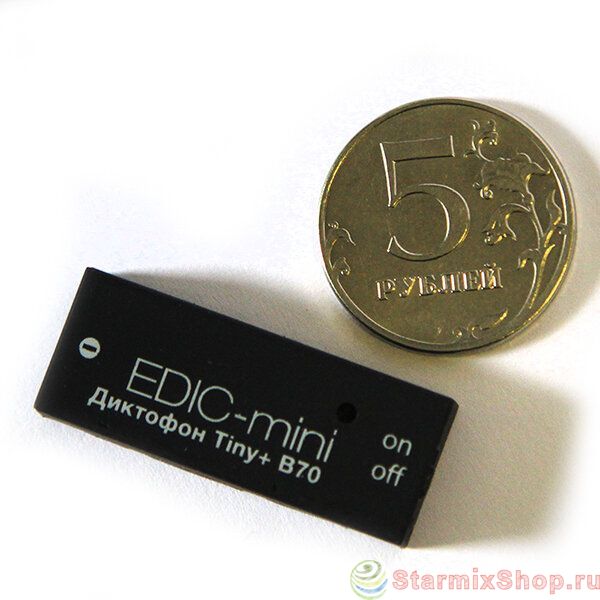 5
РУБЛЕЙ
EDIC-mini
Диктофон Tiny+ B70
on
off
StarmixShop.ru